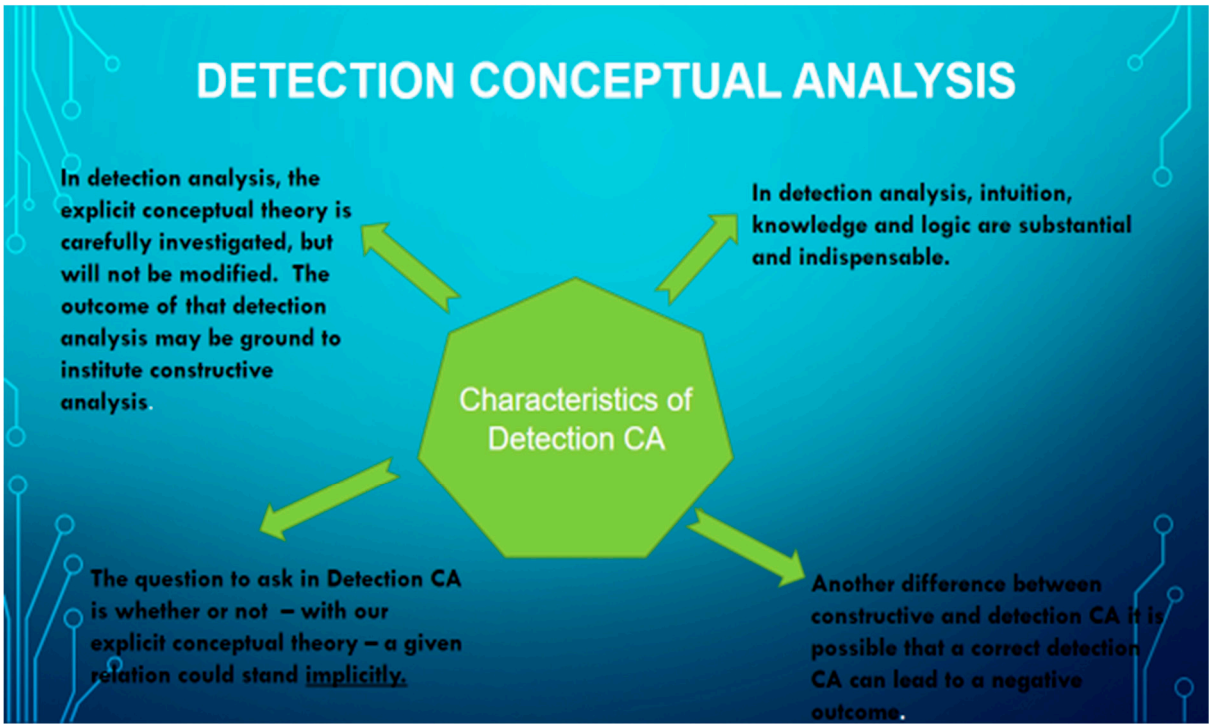 DETECTION CONCEPTUAL ANALYSIS
In detection analysis, the
explicit conceptual theory is
carefully investigated, but
will not be modified. The
outcome of that detection
analysis may be ground to
institute constructive
analysis.
In detection analysis, intuition,
knowledge and logic are substantial
and indispensable.
Characteristics of
Detection CA
The question to ask in Detection CA
is whether or not – with our
explicit conceptual theory – a given
relation could stand implicitly.
Another difference between
constructive and detection CA it is
possible that a correct detection
CA can lead to a negative
outcome.